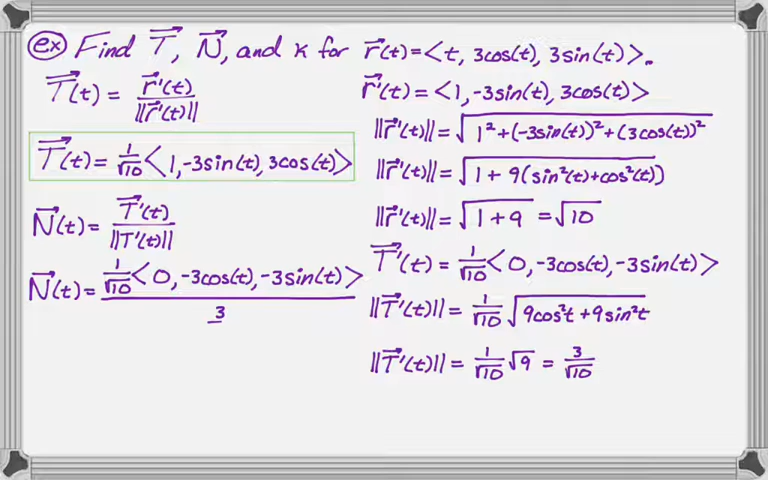 ex Find T⃗, N⃗, and κ for r⃗(t)=<t, 3cos(t), 3sin(t)>.
T⃗(t) = r⃗'(t) / ||r⃗'(t)||
T⃗(t) = 1/√10 <1, -3sin(t), 3cos(t)>
N⃗(t) = T⃗'(t) / ||T'(t)||
N⃗(t) = 1/√10 <0, -3cos(t), -3sin(t)> / 3
r⃗'(t) = <1, -3sin(t), 3cos(t)>
||r⃗'(t)|| = √(1² + (-3sin(t))² + (3cos(t))²)
||r⃗'(t)|| = √(1 + 9(sin²(t)+cos²(t)))
||r⃗'(t)|| = √(1+9) = √10
T⃗'(t) = 1/√10 <0, -3cos(t), -3sin(t)>
||T⃗'(t)|| = 1/√10 √(9cos²t + 9sin²t)
||T⃗'(t)|| = 1/√10 √9 = 3/√10